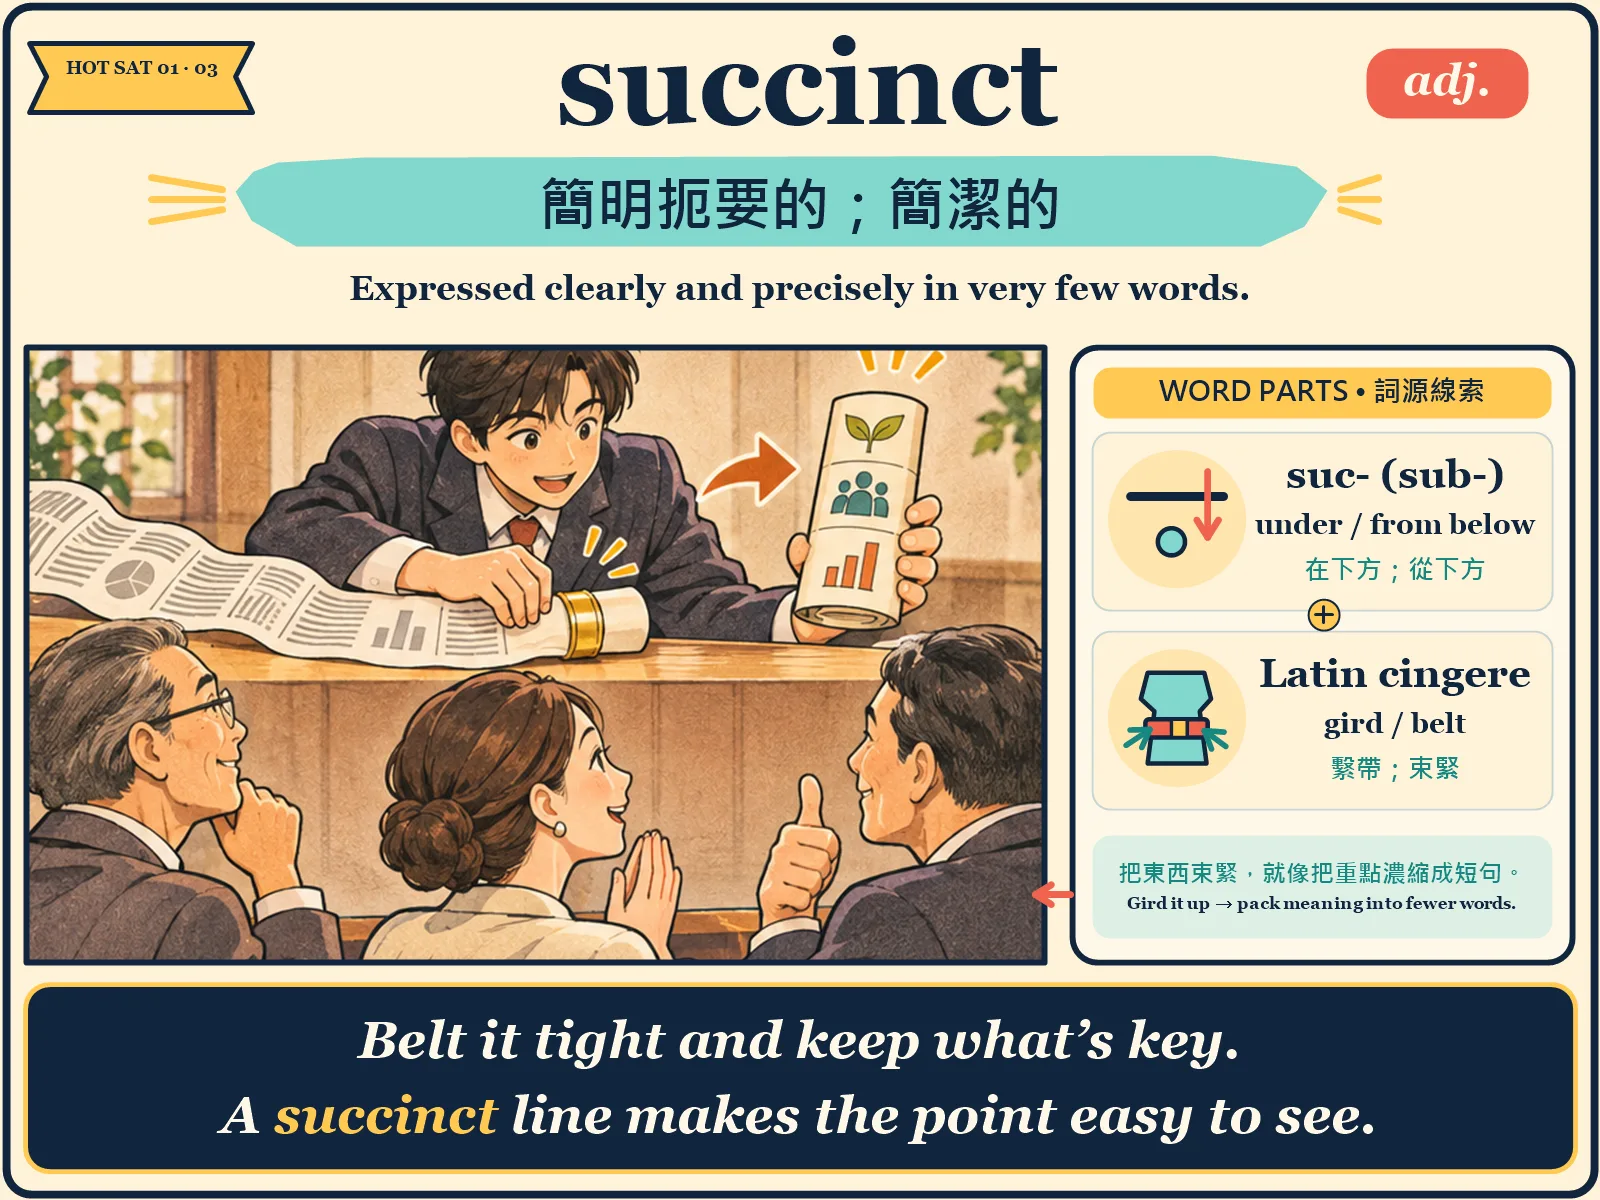 HOT SAT 01 · 03
succinct
adj.
簡明扼要的；簡潔的
Expressed clearly and precisely in very few words.
WORD PARTS • 詞源線索
suc- (sub-)
under / from below
在下方；從下方
+
Latin cingere
gird / belt
繫帶；束緊
把東西束緊，就像把重點濃縮成短句。
Gird it up → pack meaning into fewer words.
Belt it tight and keep what’s key.
A succinct line makes the point easy to see.